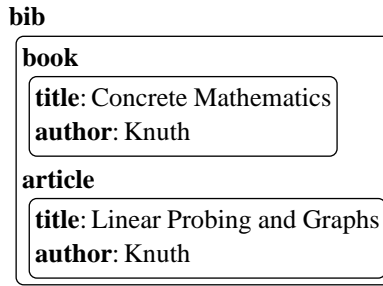 bib
book
title: Concrete Mathematics
author: Knuth
article
title: Linear Probing and Graphs
author: Knuth